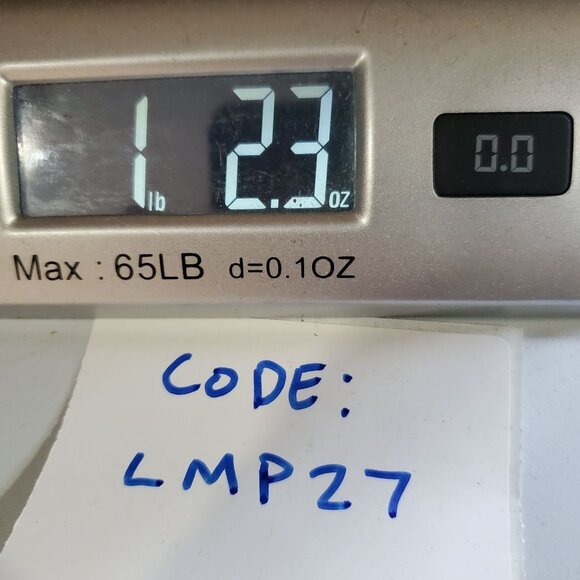 1 lb 2.3 OZ
0.0
Max : 65LB d=0.1OZ
CODE:
LMP27